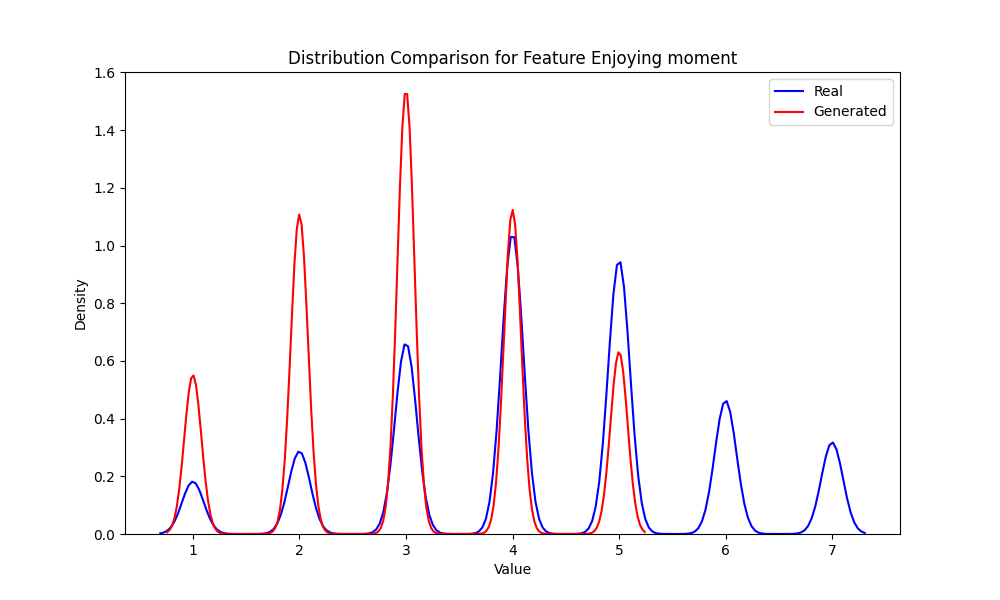 Distribution Comparison for Feature Enjoying moment
1.6
1.4
1.2
1.0
0.8
0.6
0.4
0.2
0.0
Density
Real
Generated
1 2 3 4 5 6 7
Value